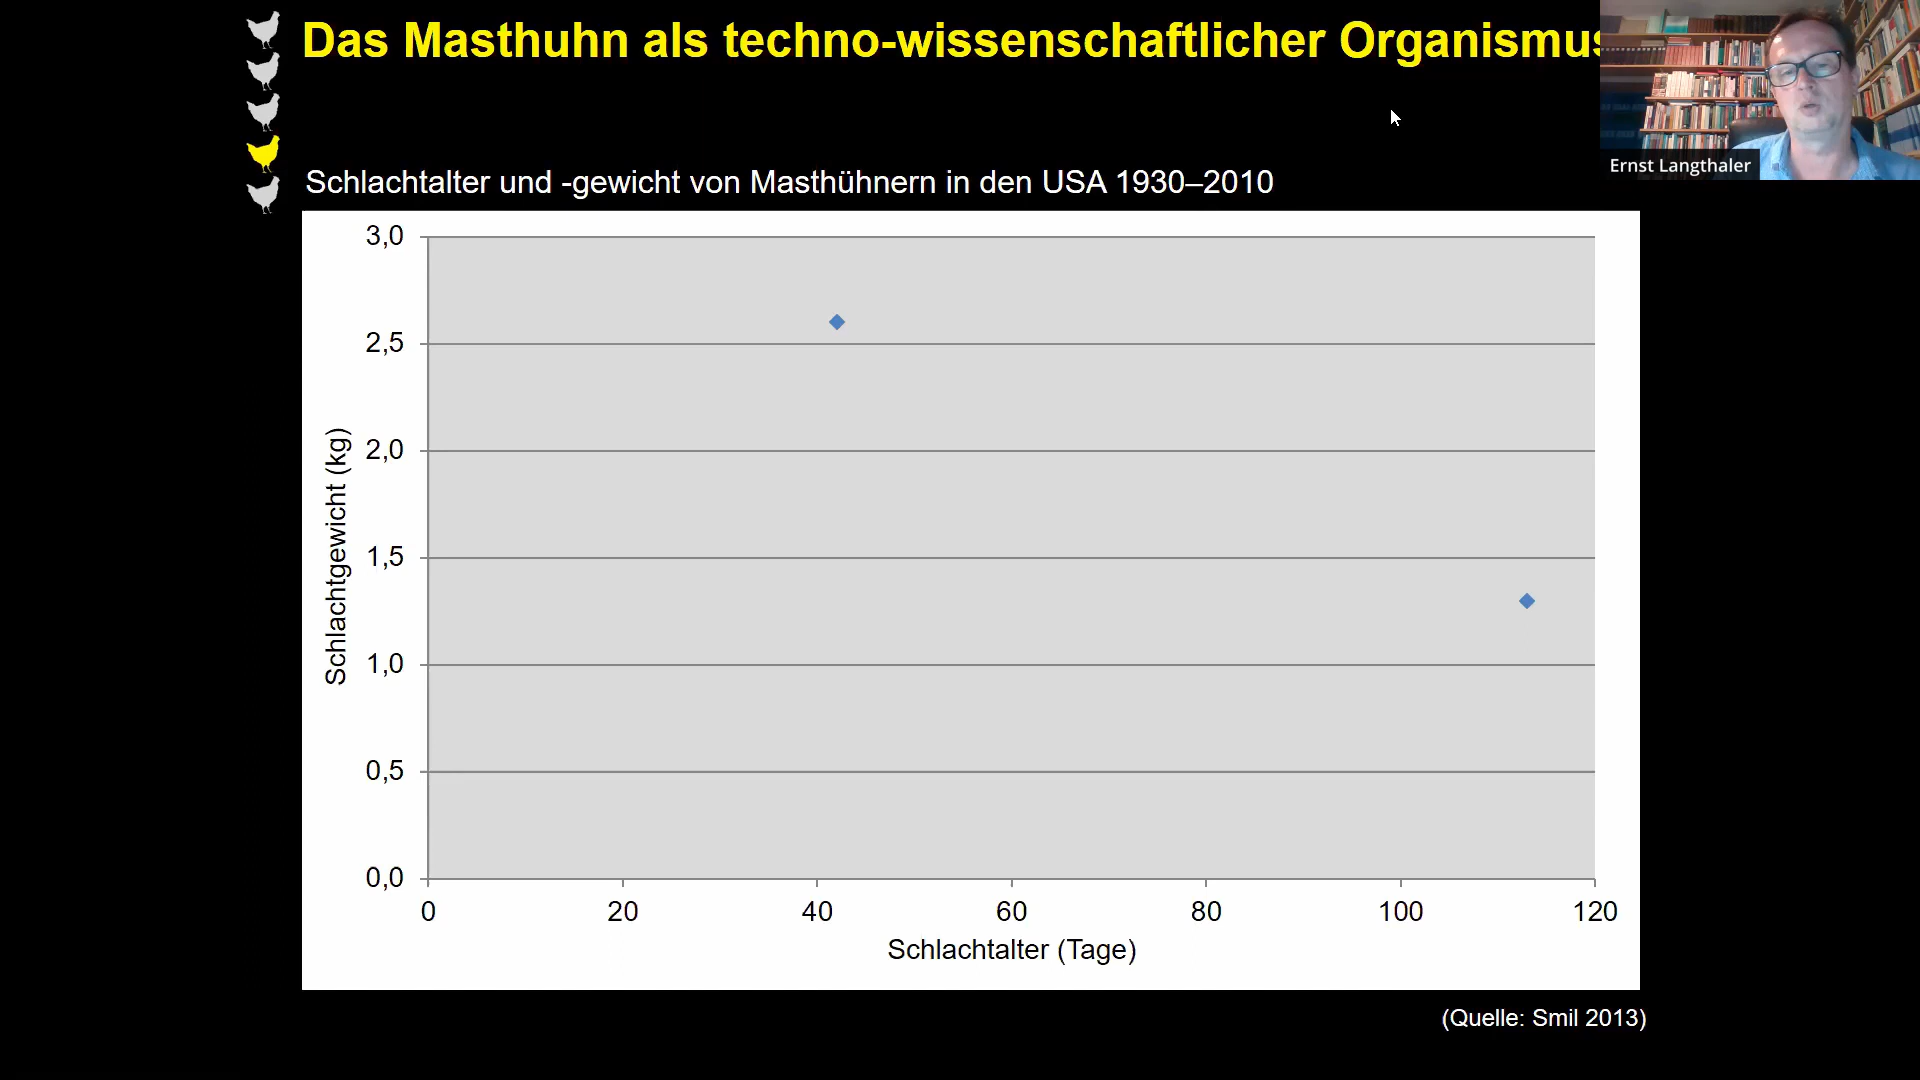 Das Masthuhn als techno-wissenschaftlicher Organismus
Ernst Langthaler
Schlachtalter und -gewicht von Masthühnern in den USA 1930–2010
3,0
2,5
2,0
1,5
1,0
0,5
0,0
Schlachtgewicht (kg)
0 20 40 60 80 100 120
Schlachtalter (Tage)
(Quelle: Smil 2013)